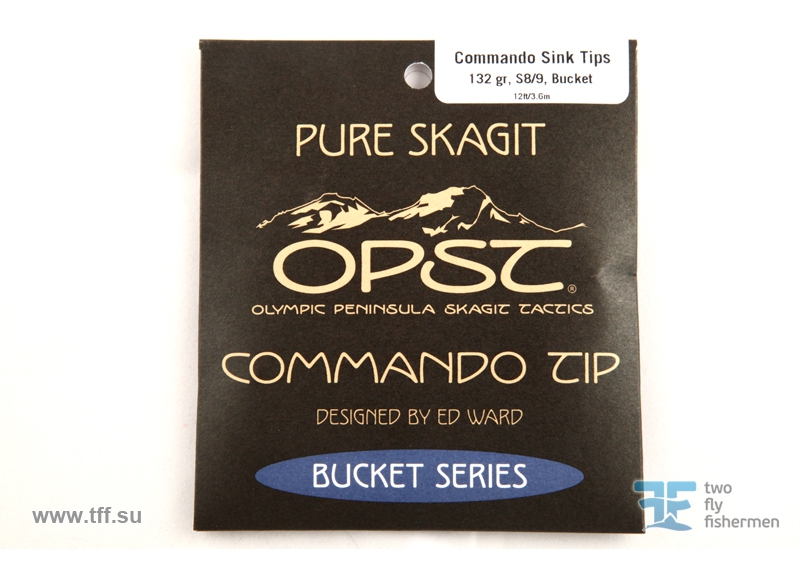 Commando Sink Tips
132 gr, S8/9, Bucket
12ft/3.6m
PURE SKAGIT
OPST®
OLYMPIC PENINSULA SKAGIT TACTICS
COMMANDO TIP
DESIGNED BY ED WARD
BUCKET SERIES
www.tff.su
two
fly
fishermen